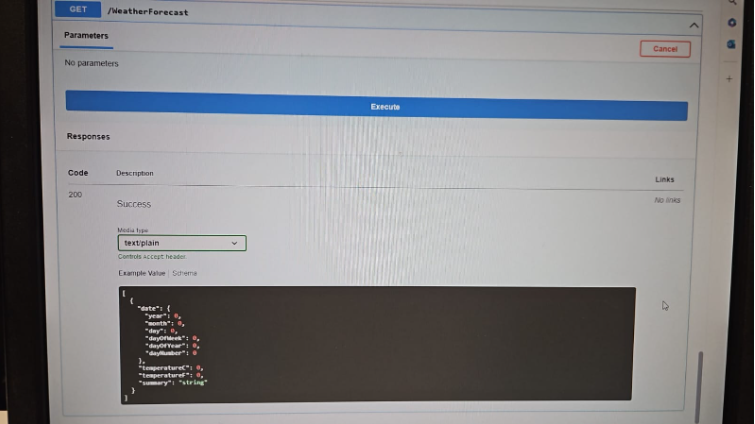 GET /WeatherForecast
Parameters
Cancel
No parameters
Execute
Responses
Code Description Links
200 Success No links
Media type
text/plain
Controls Accept header.
Example Value | Schema
[
{
"date": {
"year": 0,
"month": 0,
"day": 0,
"dayOfWeek": 0,
"dayOfYear": 0,
"dayNumber": 0
},
"temperatureC": 0,
"temperatureF": 0,
"summary": "string"
}
]